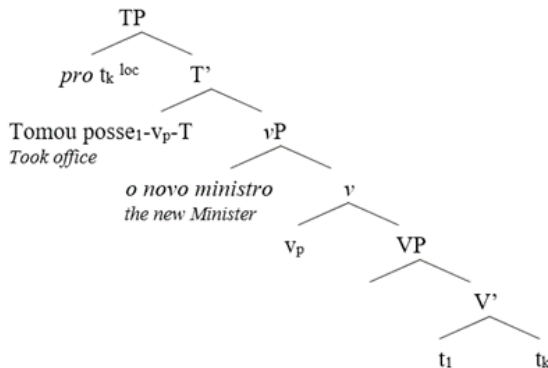 TP
pro tₖ ˡᵒᶜ T’
Tomou posse₁-vₚ-T vP
Took office
o novo ministro v
the new Minister
vₚ VP
V’
t₁ tₖ